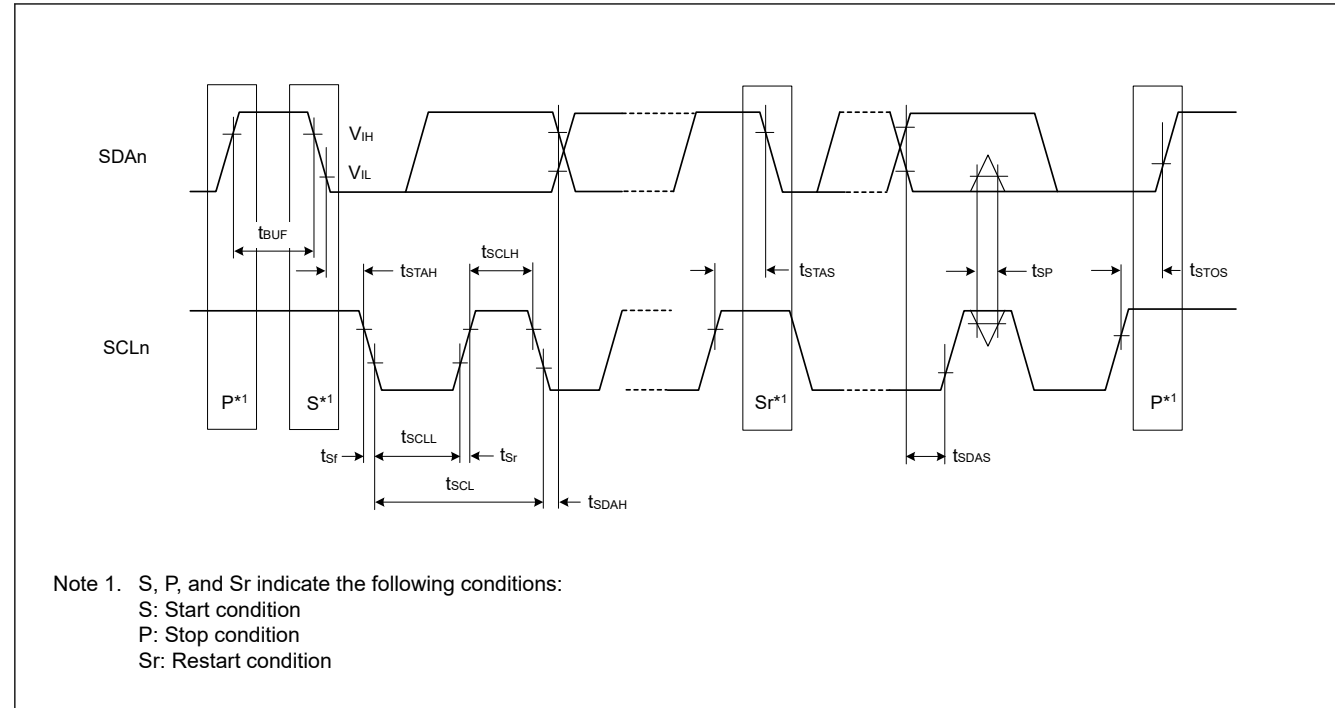 VIH
SDAn
VIL
tBUF
tSCLH
tSTAH
tSTAS
tSP
tSTOS
SCLn
P*1
S*1
Sr*1
P*1
tSCLL
tSf
tSr
tSDAS
tSCL
tSDAH
Note 1. S, P, and Sr indicate the following conditions:
S: Start condition
P: Stop condition
Sr: Restart condition